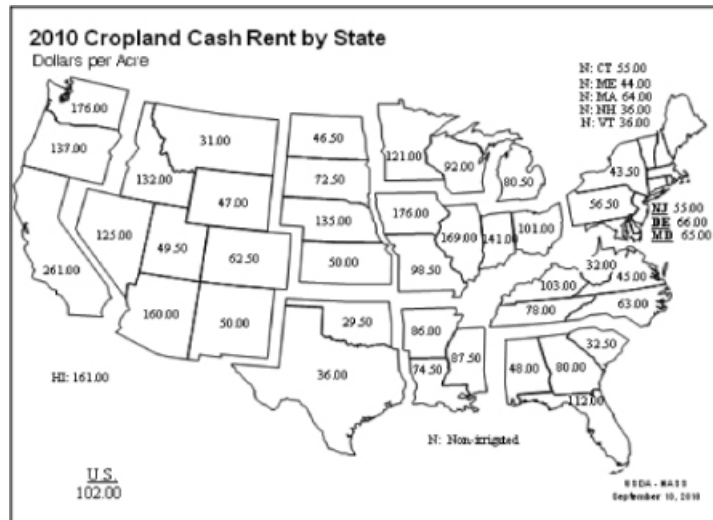 2010 Cropland Cash Rent by State
Dollars per Acre
N: CT 55.00
N: ME 44.00
N: MA 64.00
N: NH 36.00
N: VT 36.00
176.00
137.00
132.00
31.00
47.00
46.50
72.50
121.00
92.00
80.50
43.50
56.50
NJ 55.00
DE 66.00
MD 65.00
261.00
125.00
49.50
62.50
135.00
50.00
176.00
169.00
141.00
101.00
98.50
103.00
32.00
45.00
78.00
63.00
160.00
50.00
29.50
36.00
86.00
74.50
87.50
48.00
80.00
32.50
112.00
HI: 161.00
N: Non-irrigated
U.S.
102.00
USDA - NASS
September 10, 2010